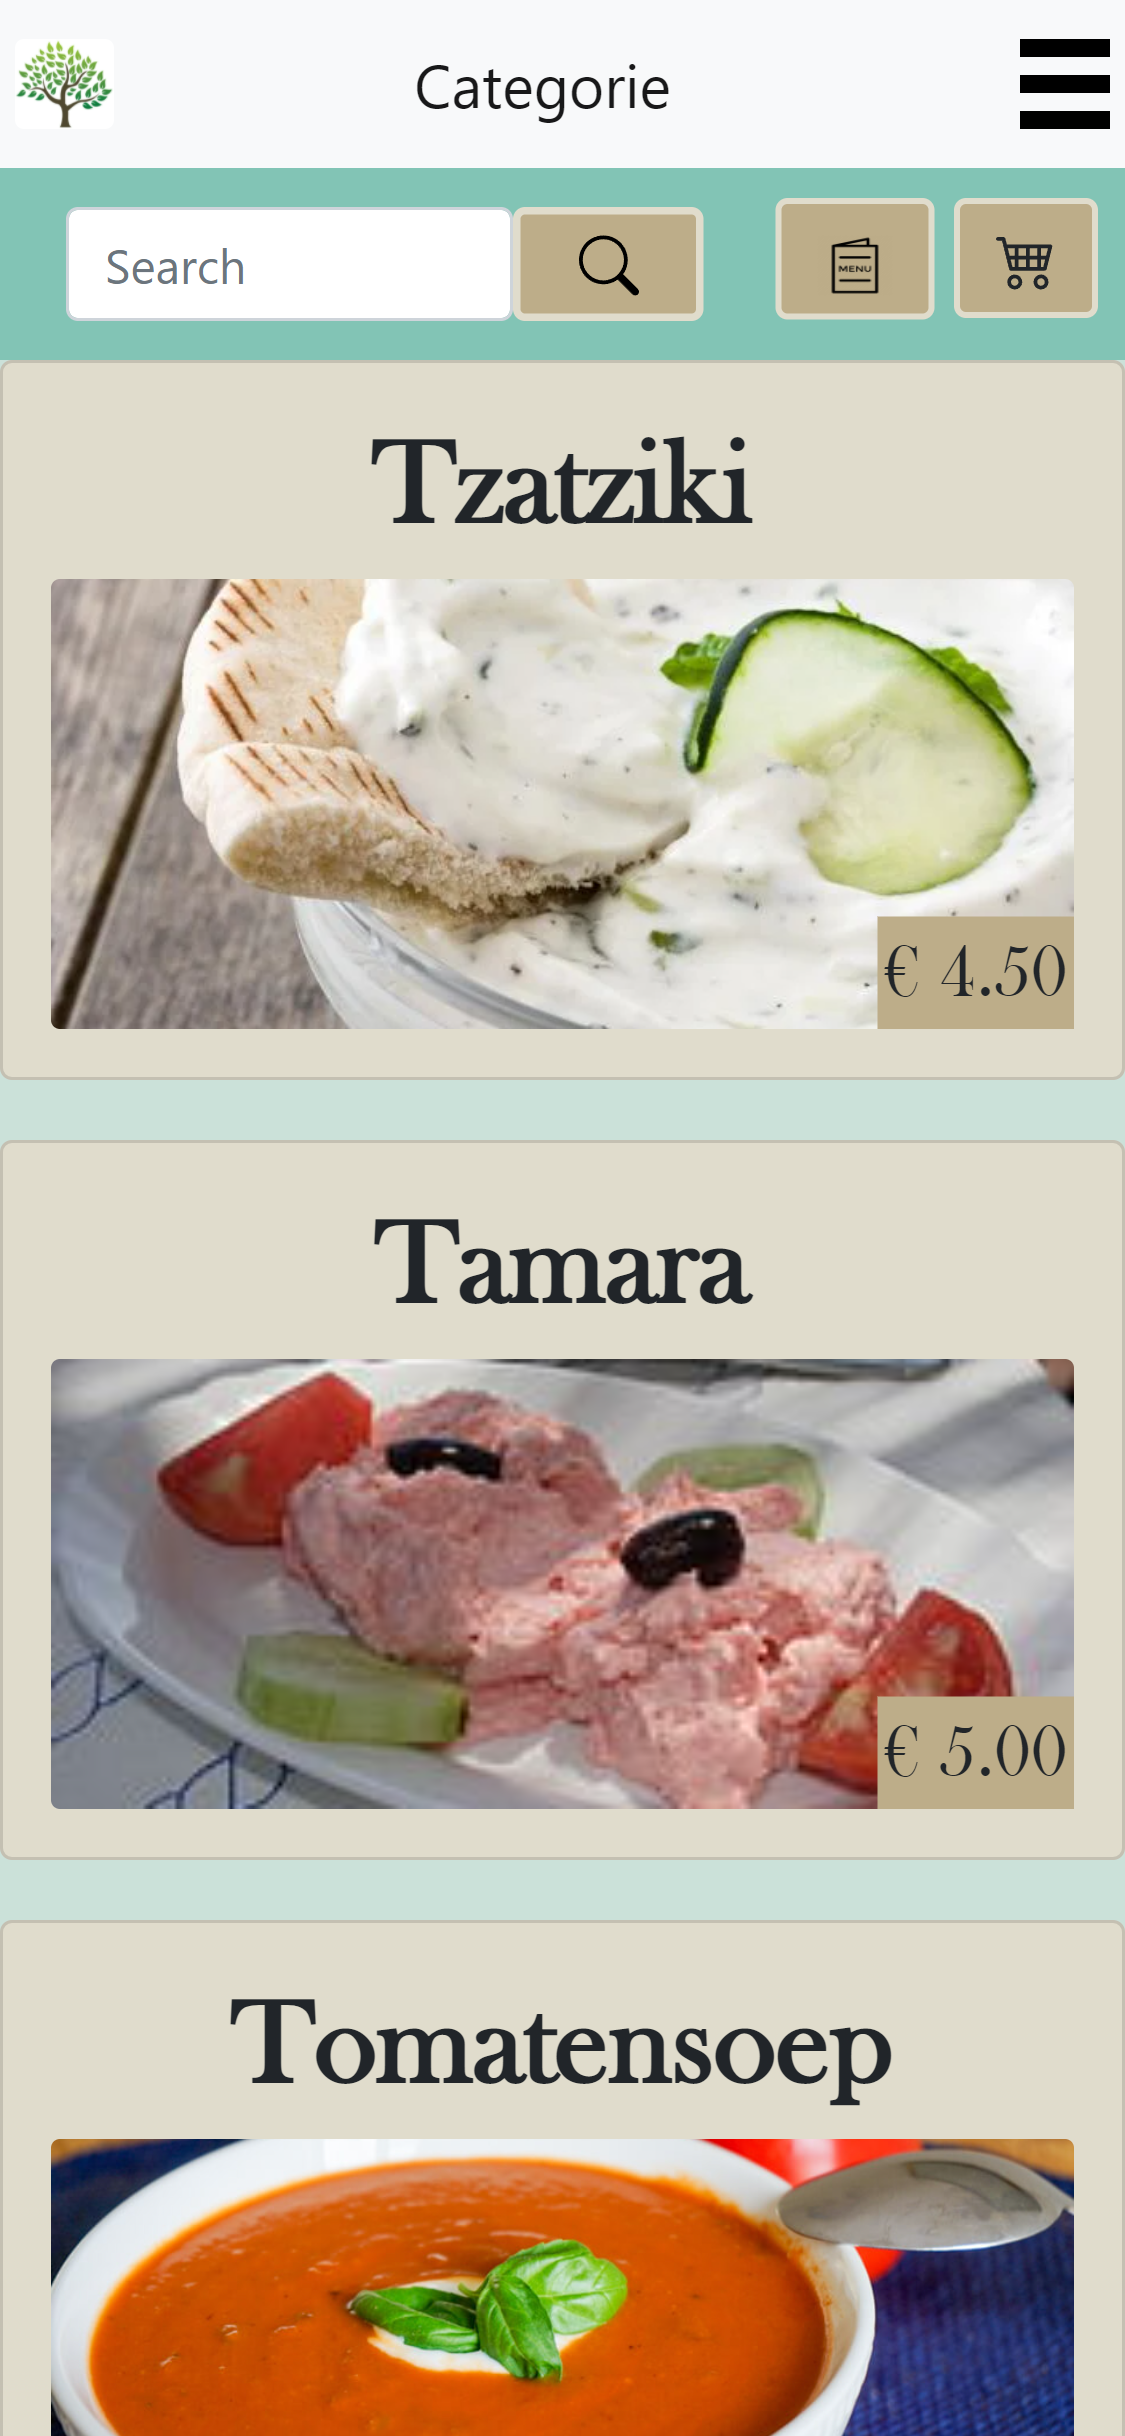 Categorie
Search
MENU
Tzatziki
€ 4.50
Tamara
€ 5.00
Tomatensoep